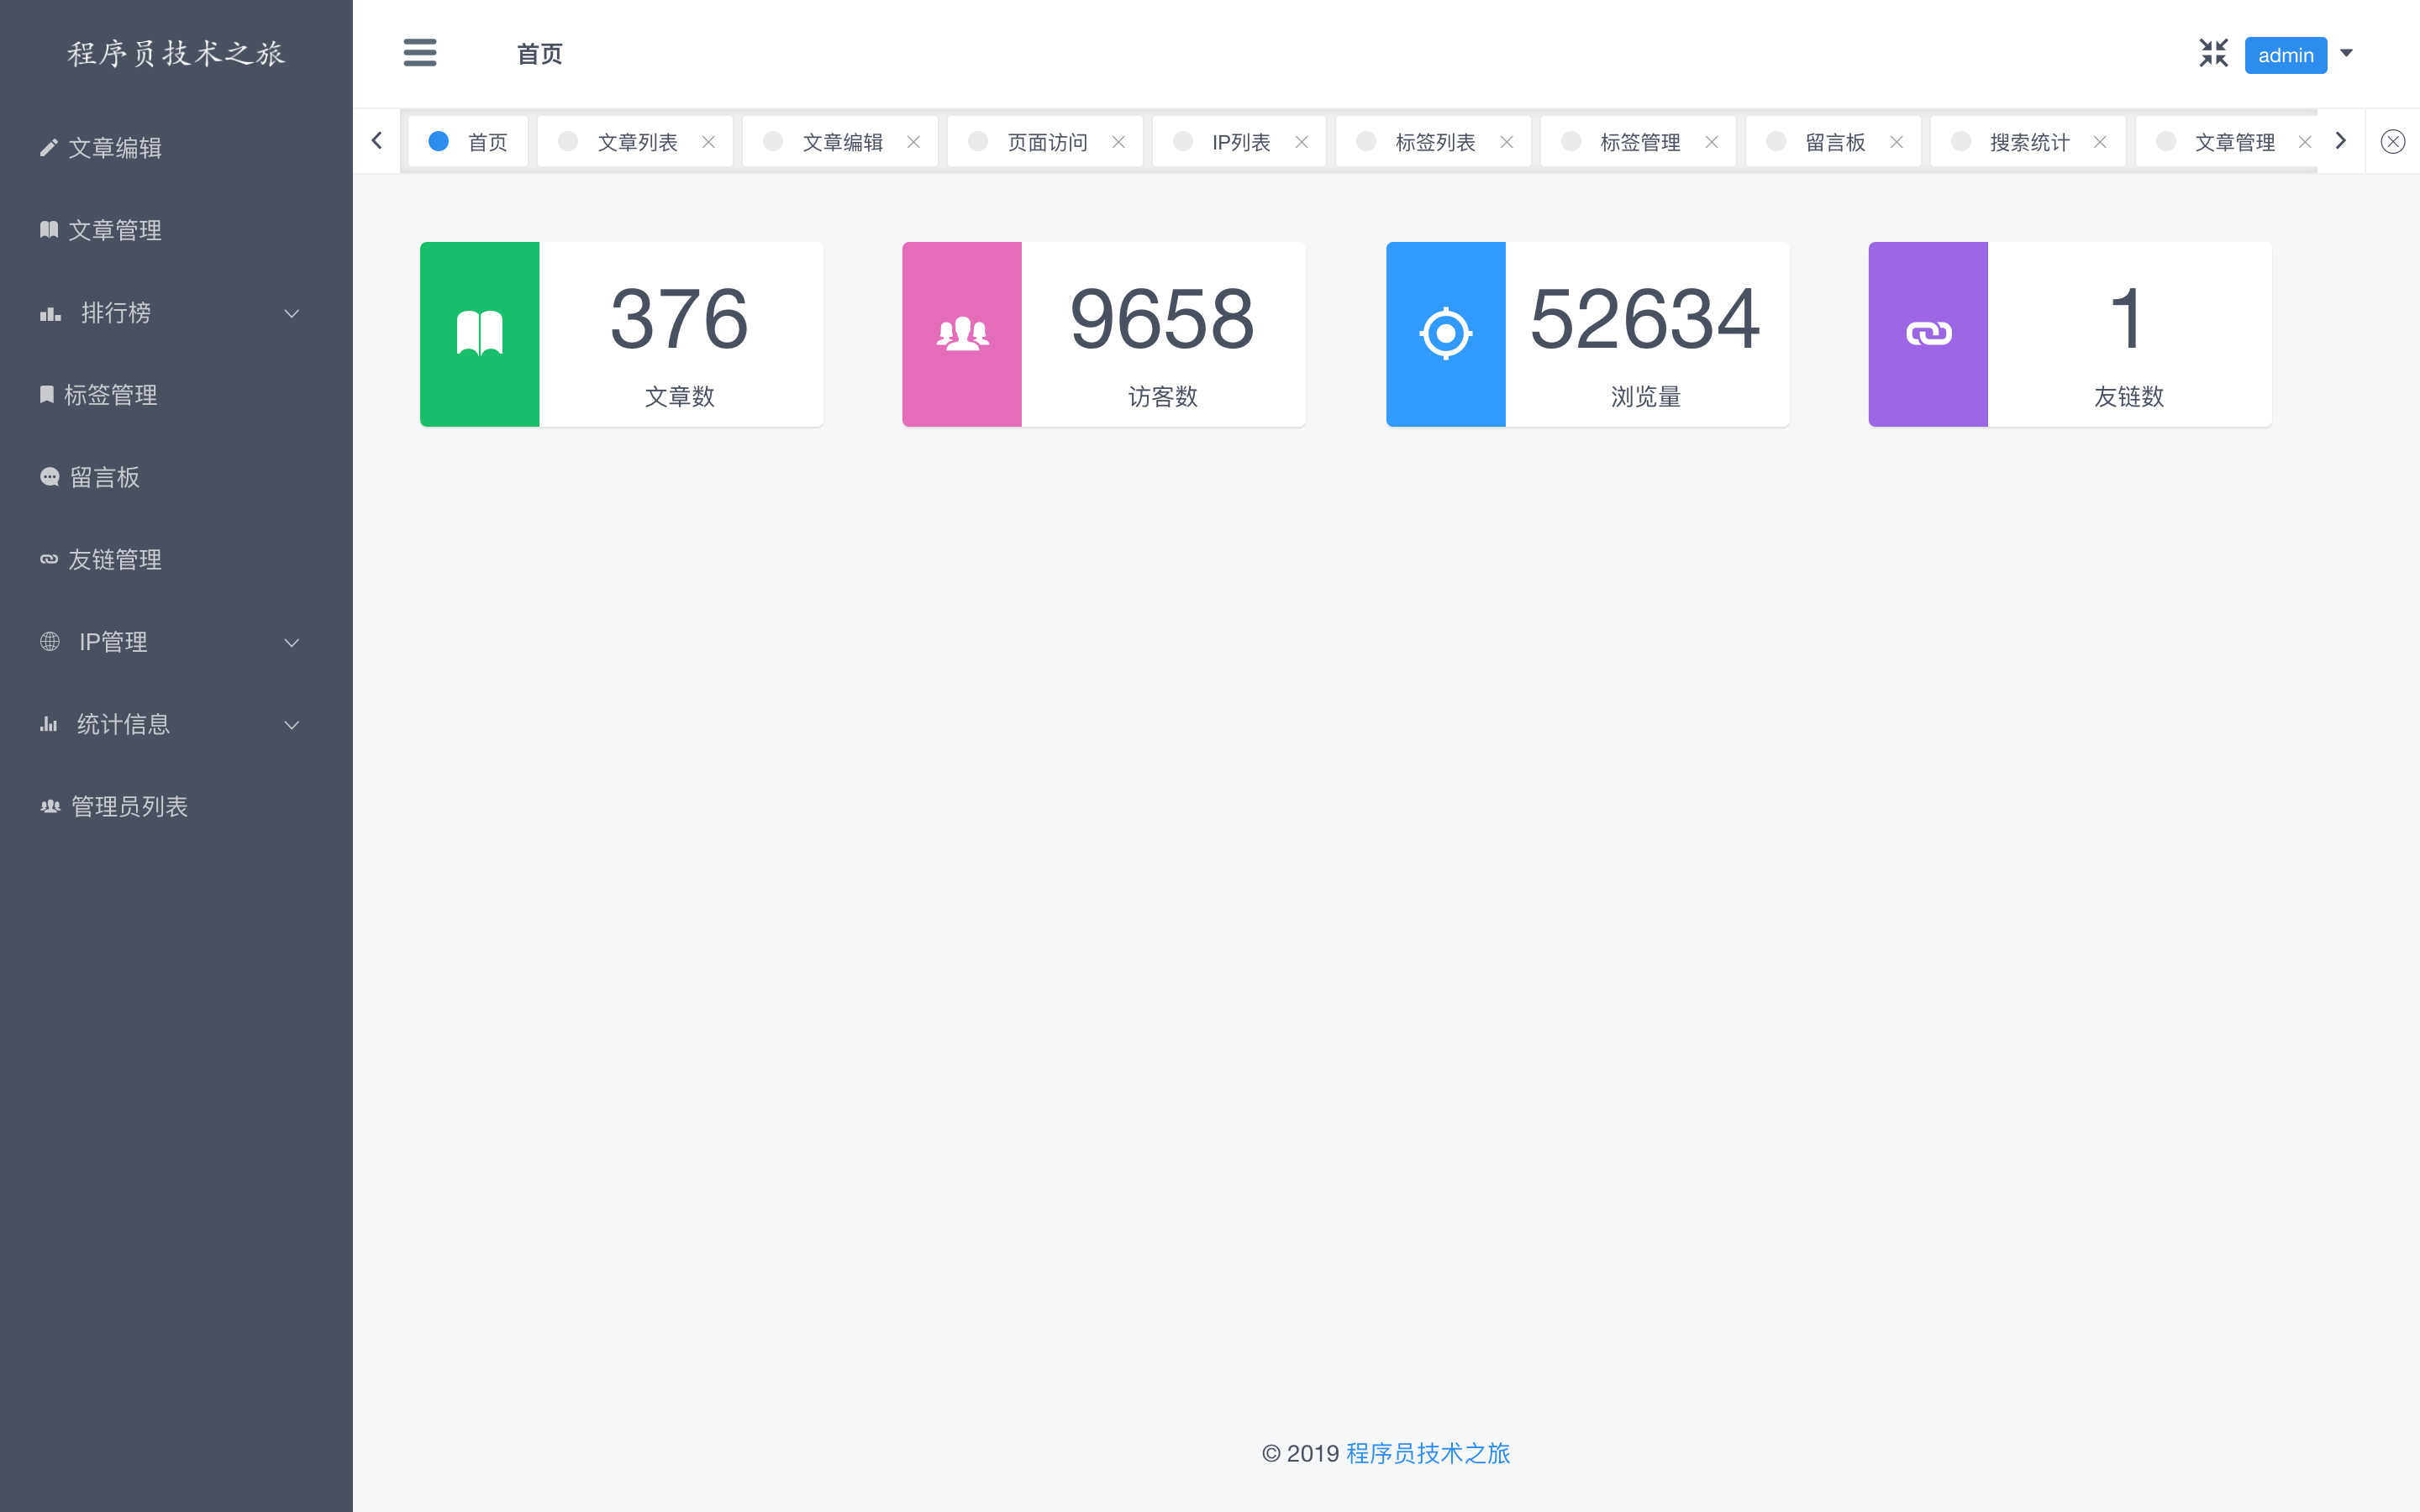 程序员技术之旅
文章编辑
文章管理
排行榜
标签管理
留言板
友链管理
IP管理
统计信息
管理员列表
首页
admin
首页 文章列表 文章编辑 页面访问 IP列表 标签列表 标签管理 留言板 搜索统计 文章管理
376
文章数
9658
访客数
52634
浏览量
1
友链数
© 2019 程序员技术之旅